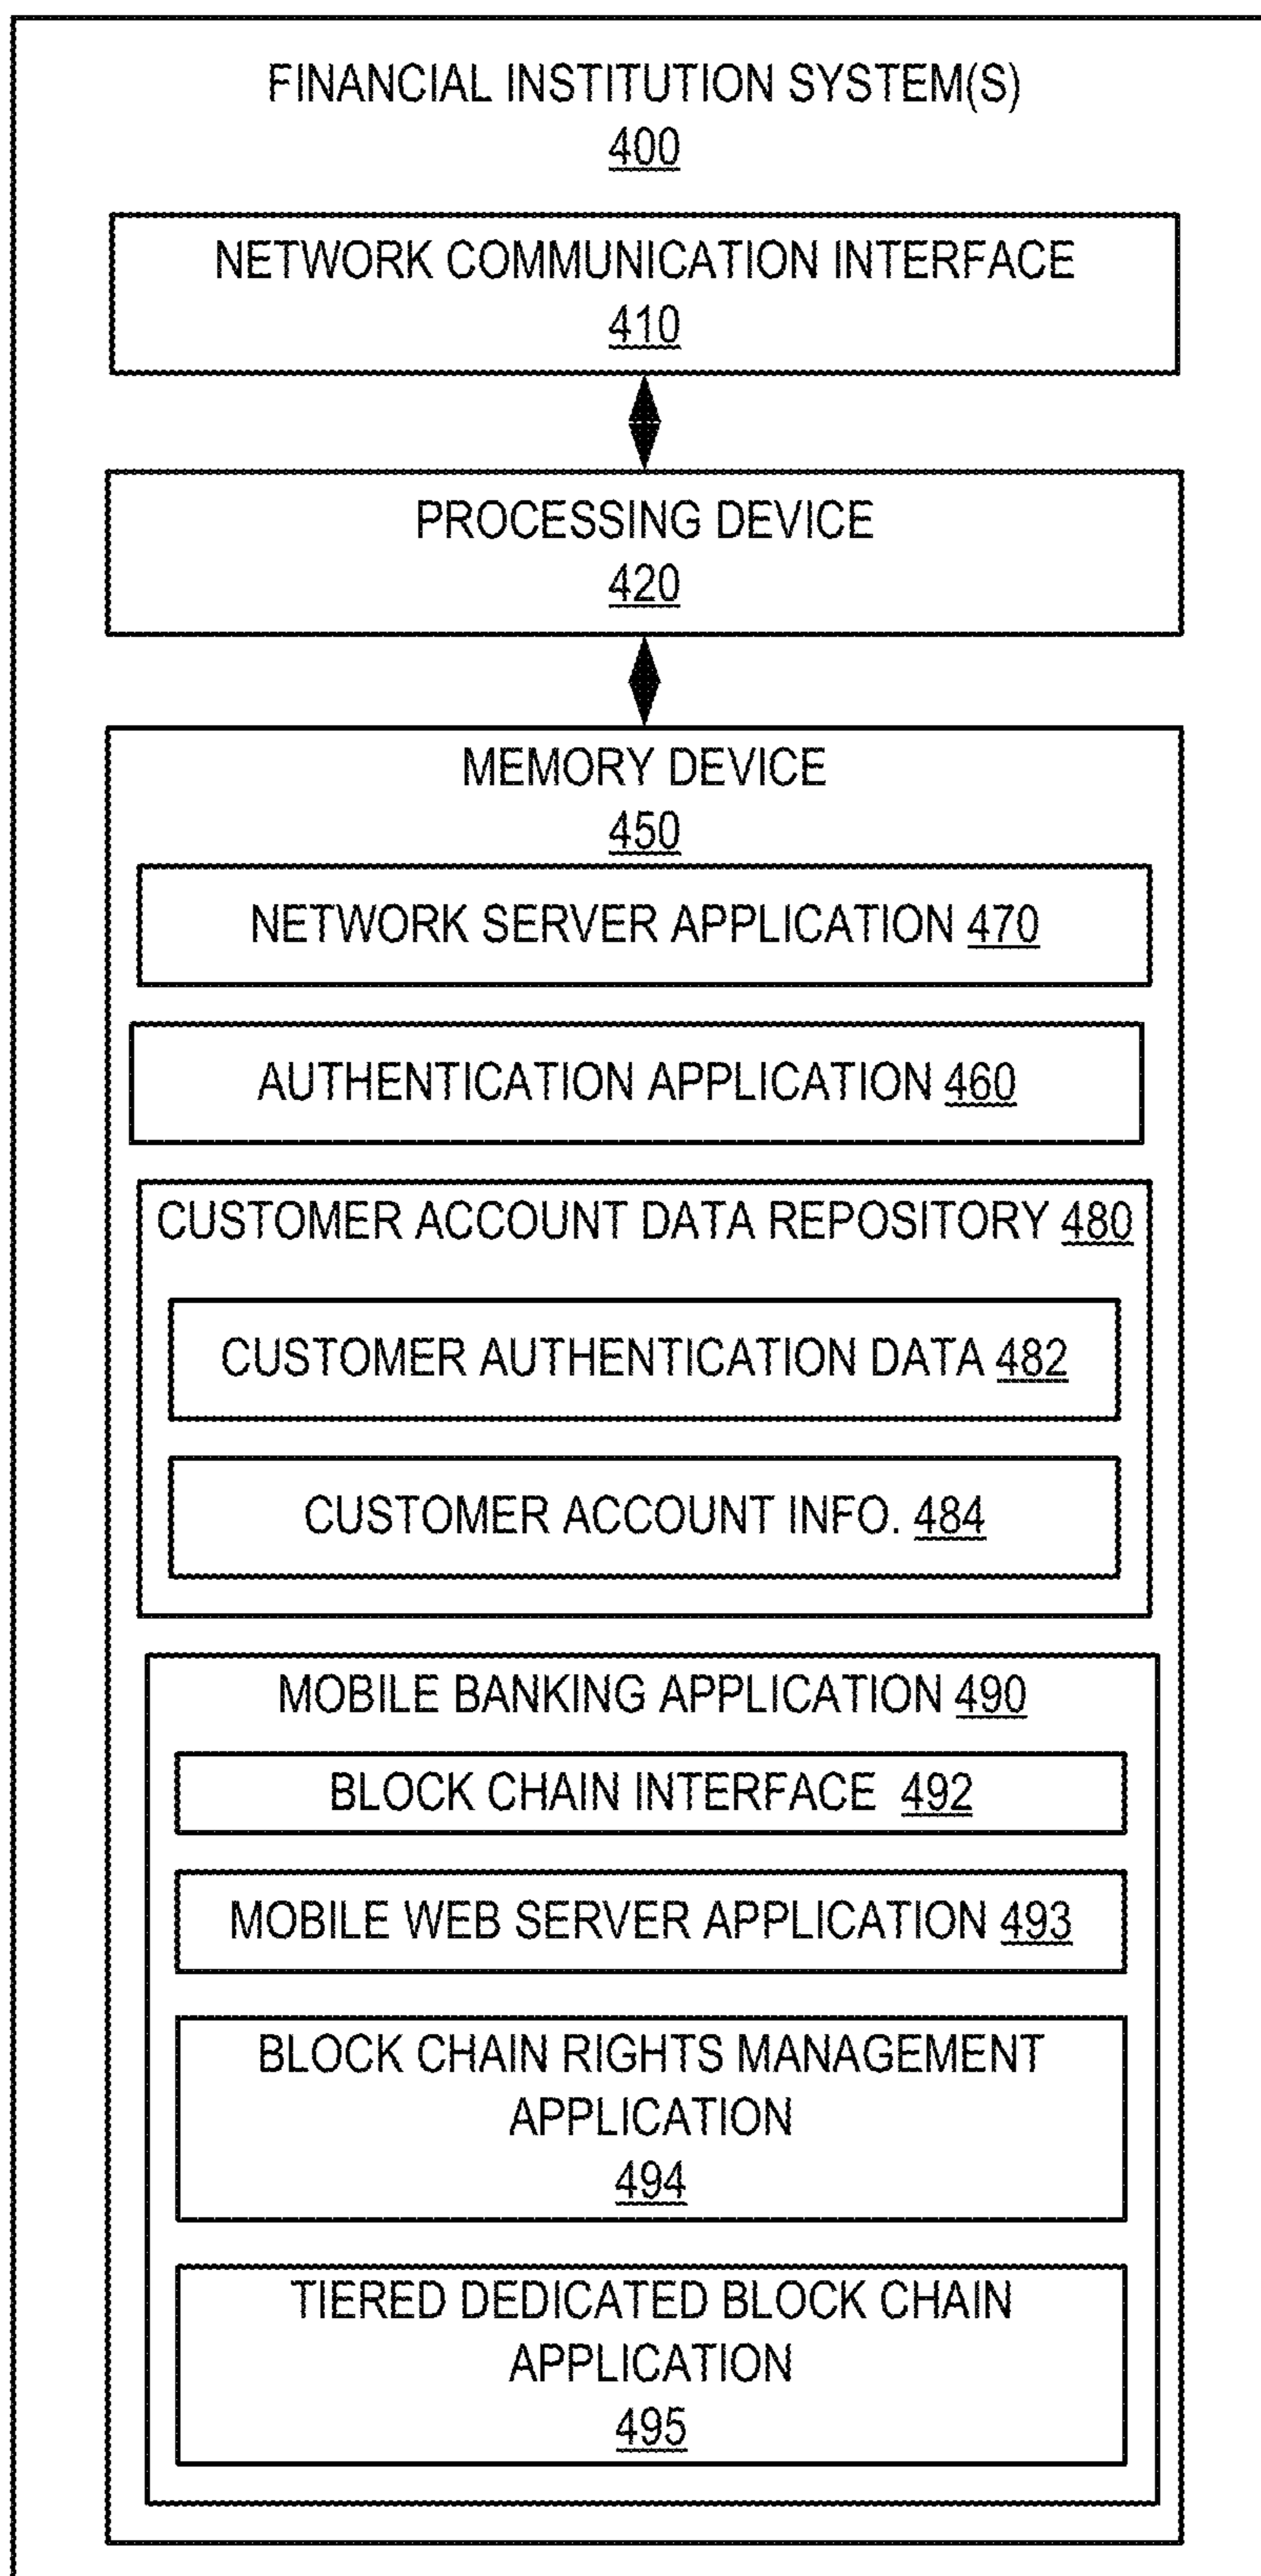 FINANCIAL INSTITUTION SYSTEM(S)
400
NETWORK COMMUNICATION INTERFACE
410
PROCESSING DEVICE
420
MEMORY DEVICE
450
NETWORK SERVER APPLICATION 470
AUTHENTICATION APPLICATION 460
CUSTOMER ACCOUNT DATA REPOSITORY 480
CUSTOMER AUTHENTICATION DATA 482
CUSTOMER ACCOUNT INFO. 484
MOBILE BANKING APPLICATION 490
BLOCK CHAIN INTERFACE 492
MOBILE WEB SERVER APPLICATION 493
BLOCK CHAIN RIGHTS MANAGEMENT
APPLICATION
494
TIERED DEDICATED BLOCK CHAIN
APPLICATION
495